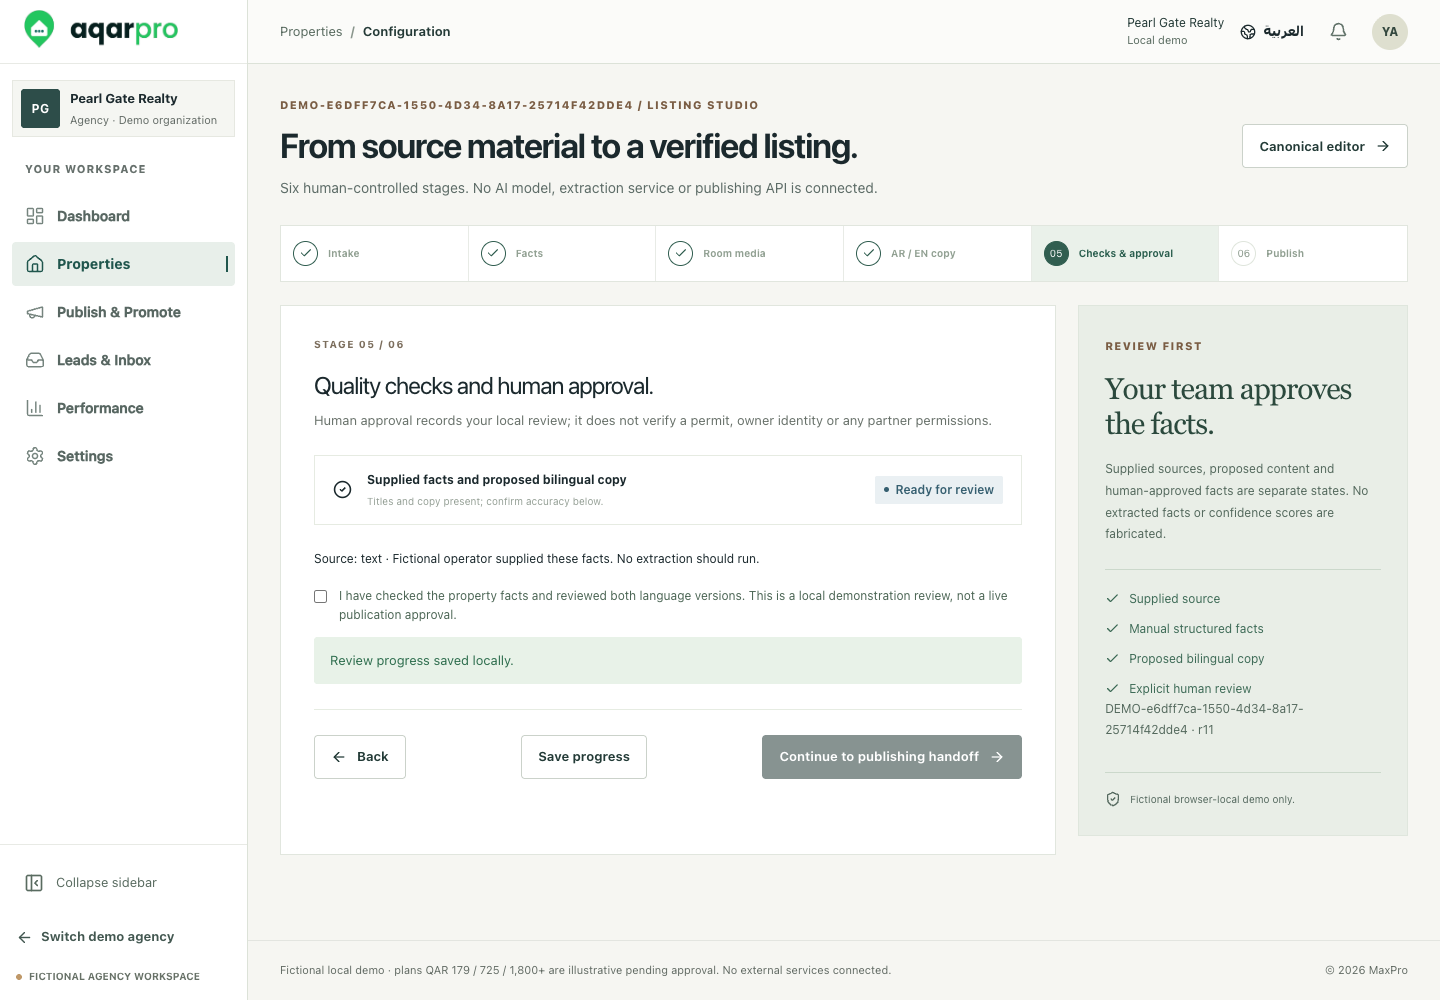 aqarpro
Properties / Configuration
Pearl Gate Realty
Local demo
العربية
YA
PG
Pearl Gate Realty
Agency · Demo organization
YOUR WORKSPACE
Dashboard
Properties
Publish & Promote
Leads & Inbox
Performance
Settings
Collapse sidebar
Switch demo agency
FICTIONAL AGENCY WORKSPACE
DEMO-E6DFF7CA-1550-4D34-8A17-25714F42DDE4 / LISTING STUDIO
From source material to a verified listing.
Six human-controlled stages. No AI model, extraction service or publishing API is connected.
Canonical editor
Intake
Facts
Room media
AR / EN copy
05 Checks & approval
06 Publish
STAGE 05 / 06
Quality checks and human approval.
Human approval records your local review; it does not verify a permit, owner identity or any partner permissions.
Supplied facts and proposed bilingual copy
Titles and copy present; confirm accuracy below.
Ready for review
Source: text · Fictional operator supplied these facts. No extraction should run.
I have checked the property facts and reviewed both language versions. This is a local demonstration review, not a live
publication approval.
Review progress saved locally.
Back
Save progress
Continue to publishing handoff
REVIEW FIRST
Your team approves
the facts.
Supplied sources, proposed content and
human-approved facts are separate states. No
extracted facts or confidence scores are
fabricated.
Supplied source
Manual structured facts
Proposed bilingual copy
Explicit human review
DEMO-e6dff7ca-1550-4d34-8a17-
25714f42dde4 · r11
Fictional browser-local demo only.
Fictional local demo · plans QAR 179 / 725 / 1,800+ are illustrative pending approval. No external services connected.
© 2026 MaxPro